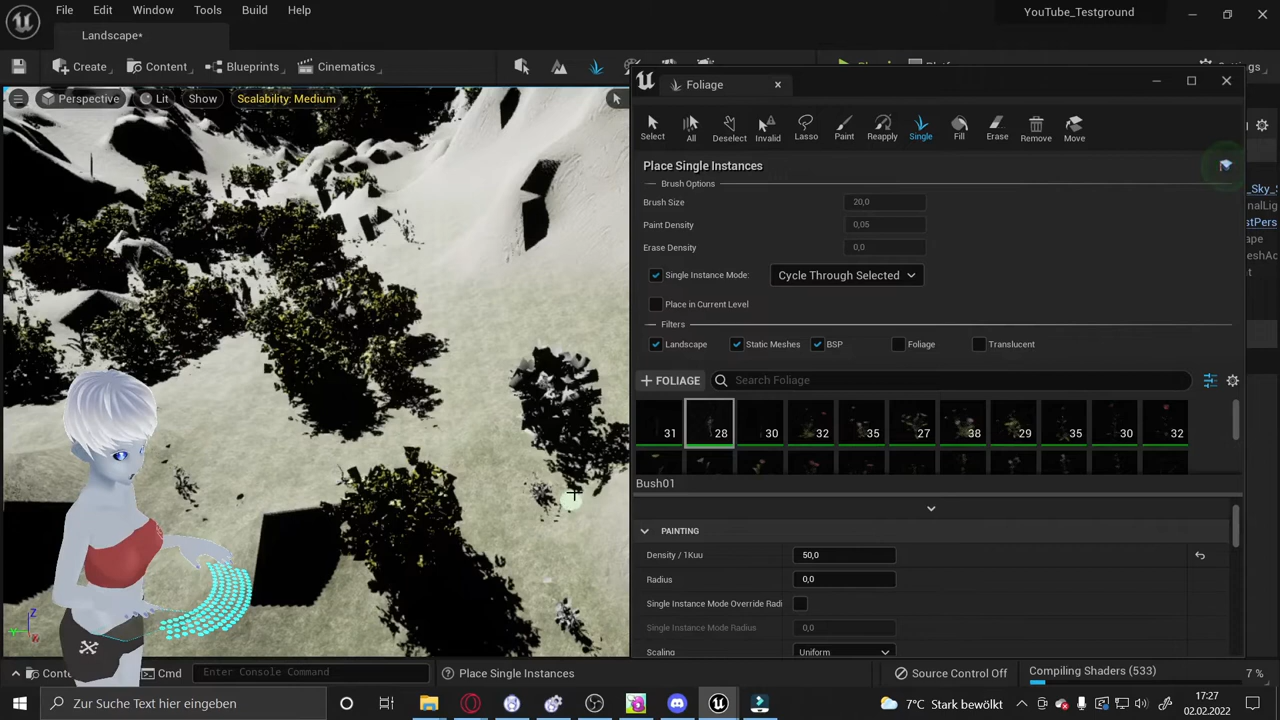 File Edit Window Tools Build Help
YouTube_Testground
Landscape*
Create Content Blueprints Cinematics
Perspective Lit Show Scalability: Medium
Foliage
Select All Deselect Invalid Lasso Paint Reapply Single Fill Erase Remove Move
Place Single Instances
Brush Options
Brush Size 20,0
Paint Density 0,05
Erase Density 0,0
Single Instance Mode: Cycle Through Selected
Place in Current Level
Filters
Landscape Static Meshes BSP Foliage Translucent
FOLIAGE Search Foliage
31 28 30 32 35 27 38 29 35 30 32
Bush01
PAINTING
Density / 1Kuu 50,0
Radius 0,0
Single Instance Mode Override Radi
Single Instance Mode Radius 0,0
Scaling Uniform
Conte Cmd Enter Console Command Place Single Instances Source Control Off Compiling Shaders (533) 7 %
Zur Suche Text hier eingeben 7°C Stark bewölkt 17:27
02.02.2022